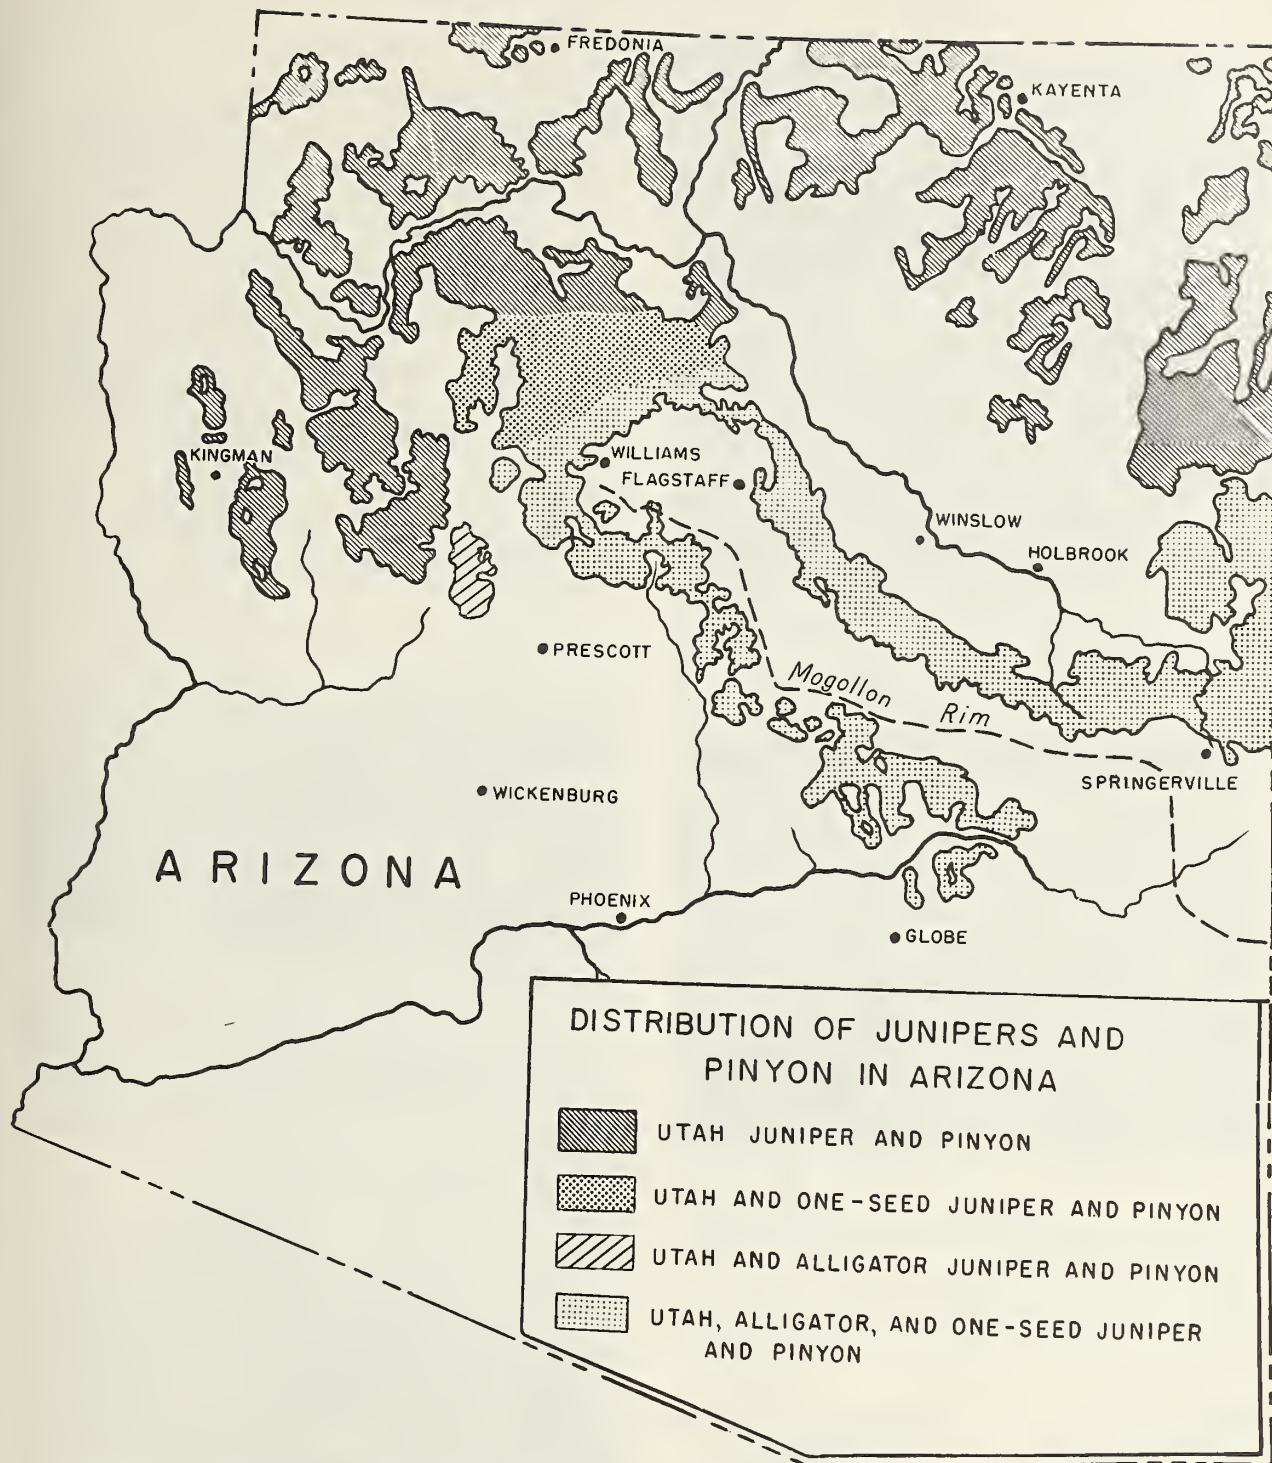 FREDONIA
KAYENTA
KINGMAN
WILLIAMS
FLAGSTAFF
WINSLOW
HOLBROOK
PRESCOTT
Mogollon Rim
SPRINGERVILLE
WICKENBURG
ARIZONA
PHOENIX
GLOBE
DISTRIBUTION OF JUNIPERS AND
PINYON IN ARIZONA
UTAH JUNIPER AND PINYON
UTAH AND ONE-SEED JUNIPER AND PINYON
UTAH AND ALLIGATOR JUNIPER AND PINYON
UTAH, ALLIGATOR, AND ONE-SEED JUNIPER
AND PINYON